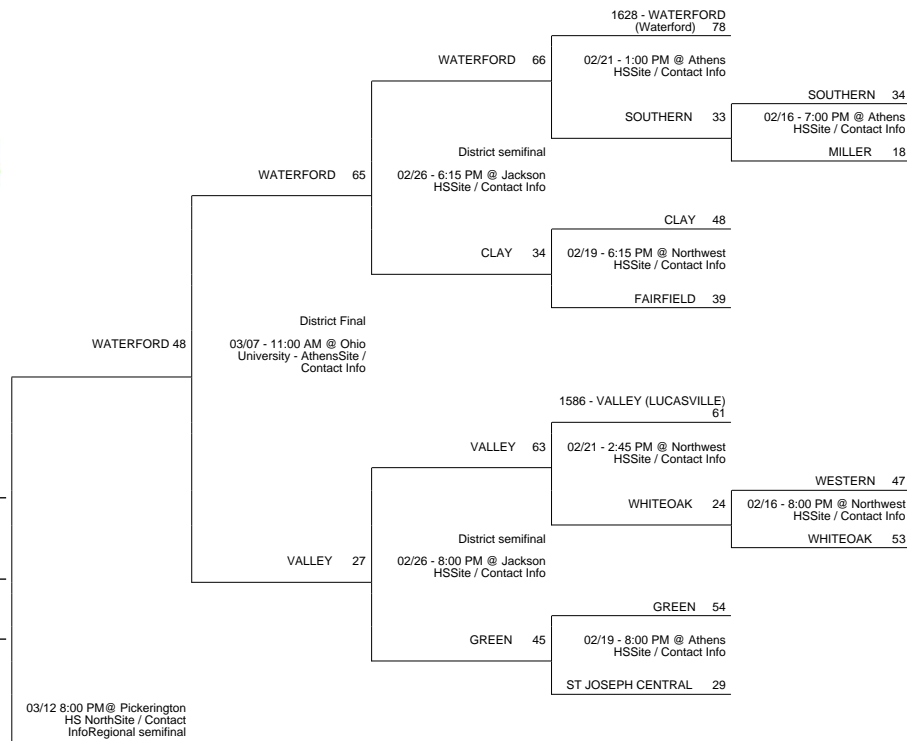 1628 - WATERFORD
(Waterford) 78
WATERFORD 66
02/21 - 1:00 PM @ Athens
HSSite / Contact Info
SOUTHERN 34
SOUTHERN 33
02/16 - 7:00 PM @ Athens
HSSite / Contact Info
MILLER 18
District semifinal
WATERFORD 65
02/26 - 6:15 PM @ Jackson
HSSite / Contact Info
CLAY 48
CLAY 34
02/19 - 6:15 PM @ Northwest
HSSite / Contact Info
FAIRFIELD 39
District Final
WATERFORD 48
03/07 - 11:00 AM @ Ohio
University - AthensSite /
Contact Info
1586 - VALLEY (LUCASVILLE)
61
VALLEY 63
02/21 - 2:45 PM @ Northwest
HSSite / Contact Info
WESTERN 47
WHITEOAK 24
02/16 - 8:00 PM @ Northwest
HSSite / Contact Info
WHITEOAK 53
District semifinal
VALLEY 27
02/26 - 8:00 PM @ Jackson
HSSite / Contact Info
GREEN 54
GREEN 45
02/19 - 8:00 PM @ Athens
HSSite / Contact Info
ST JOSEPH CENTRAL 29
03/12 8:00 PM@ Pickerington
HS NorthSite / Contact
InfoRegional semifinal